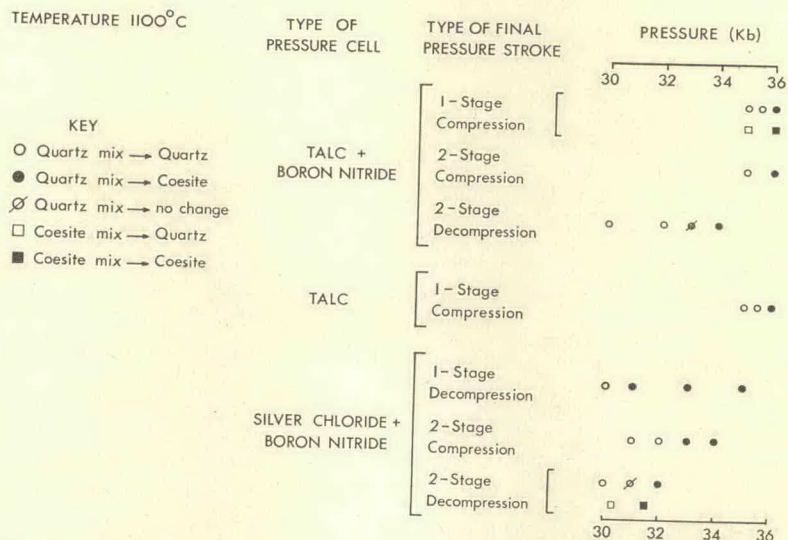 TEMPERATURE 1100°C
TYPE OF
PRESSURE CELL
TYPE OF FINAL
PRESSURE STROKE
PRESSURE (Kb)
30 32 34 36
KEY
O Quartz mix → Quartz
● Quartz mix → Coesite
Ø Quartz mix → no change
□ Coesite mix → Quartz
■ Coesite mix → Coesite
TALC +
BORON NITRIDE
1-Stage
Compression
2-Stage
Compression
2-Stage
Decompression
TALC
1-Stage
Compression
SILVER CHLORIDE +
BORON NITRIDE
1-Stage
Decompression
2-Stage
Compression
2-Stage
Decompression
30 32 34 36